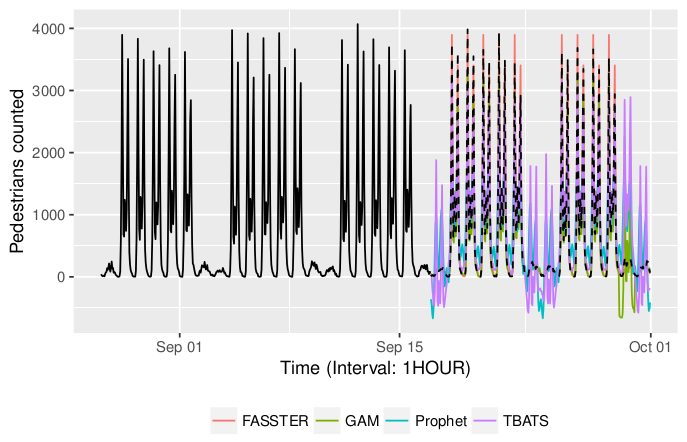 Pedestrians counted
4000
3000
2000
1000
0
Sep 01
Sep 15
Oct 01
Time (Interval: 1HOUR)
FASSTER
GAM
Prophet
TBATS